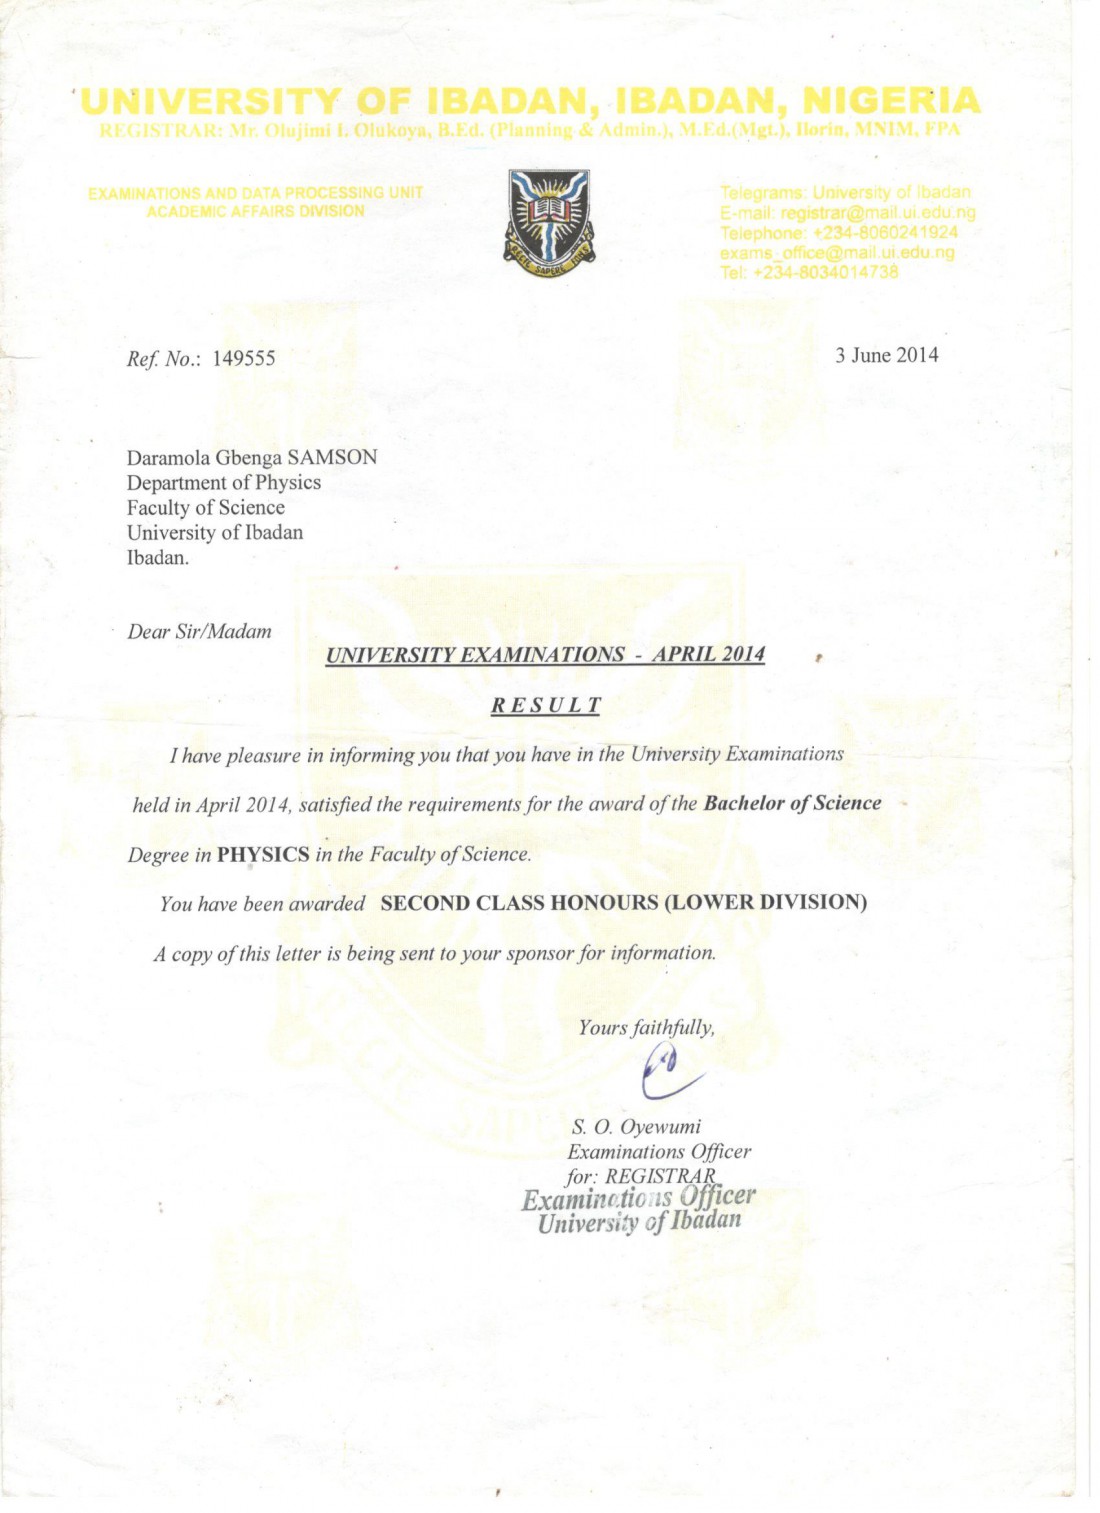 UNIVERSITY OF IBADAN, IBADAN, NIGERIA
REGISTRAR: Mr. Olujimi I. Olukoya, B.Ed. (Planning & Admin.), M.Ed.(Mgt.), Ilorin, MNIM, FPA
EXAMINATIONS AND DATA PROCESSING UNIT
ACADEMIC AFFAIRS DIVISION
RECTE SAPERE FONS
Telegrams: University of Ibadan
E-mail: registrar@mail.ui.edu.ng
Telephone: +234-8060241924
exams_office@mail.ui.edu.ng
Tel: +234-8034014738
Ref. No.: 149555
3 June 2014
Daramola Gbenga SAMSON
Department of Physics
Faculty of Science
University of Ibadan
Ibadan.
Dear Sir/Madam
UNIVERSITY EXAMINATIONS - APRIL 2014
RESULT
I have pleasure in informing you that you have in the University Examinations
held in April 2014, satisfied the requirements for the award of the Bachelor of Science
Degree in PHYSICS in the Faculty of Science.
You have been awarded SECOND CLASS HONOURS (LOWER DIVISION)
A copy of this letter is being sent to your sponsor for information.
Yours faithfully,
S. O. Oyewumi
Examinations Officer
for: REGISTRAR
Examinations Officer
University of Ibadan